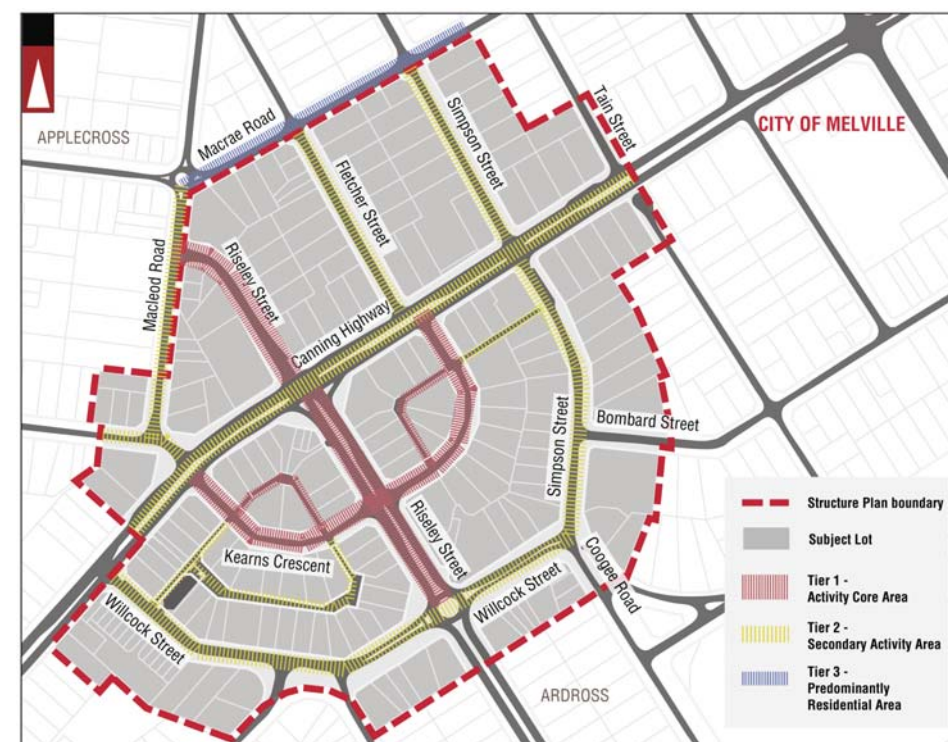 APPLECROSS
Macrae Road
Simpson Street
Tain Street
CITY OF MELVILLE
Fletcher Street
Macleod Road
Riseley Street
Canning Highway
Simpson Street
Bombard Street
Riseley Street
Kearns Crescent
Coogee Road
Willcock Street
Willcock Street
ARDROSS
Structure Plan boundary
Subject Lot
Tier 1 -
Activity Core Area
Tier 2 -
Secondary Activity Area
Tier 3 -
Predominantly
Residential Area